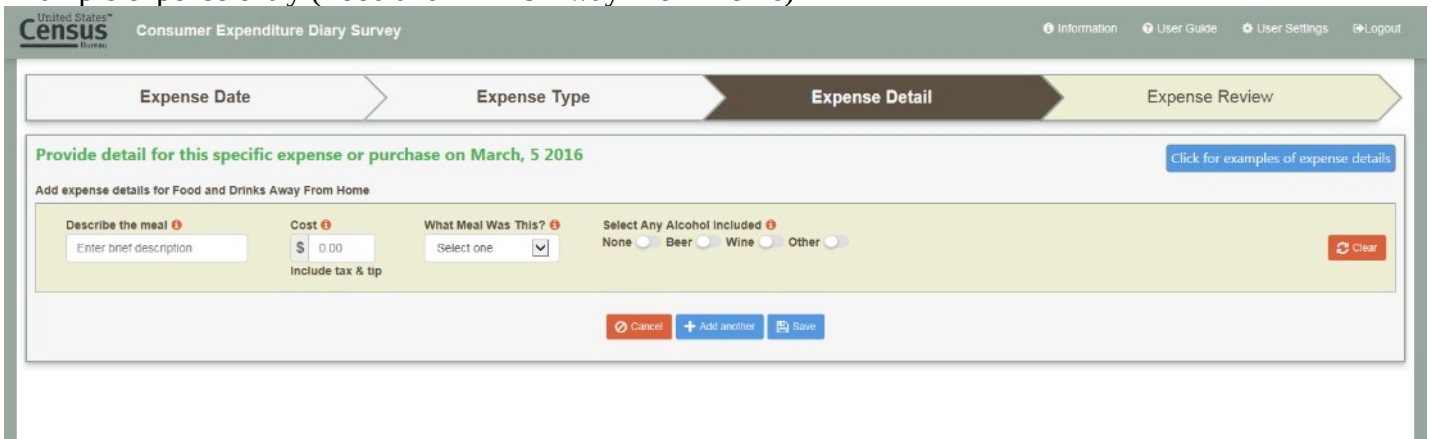 United States™
Census
Bureau
Consumer Expenditure Diary Survey
Information User Guide User Settings Logout
Expense Date Expense Type Expense Detail Expense Review
Provide detail for this specific expense or purchase on March, 5 2016
Click for examples of expense details
Add expense details for Food and Drinks Away From Home
Describe the meal Cost What Meal Was This? Select Any Alcohol Included
Enter brief description $ 0.00 Select one None Beer Wine Other
Clear
Include tax & tip
Cancel Add another Save